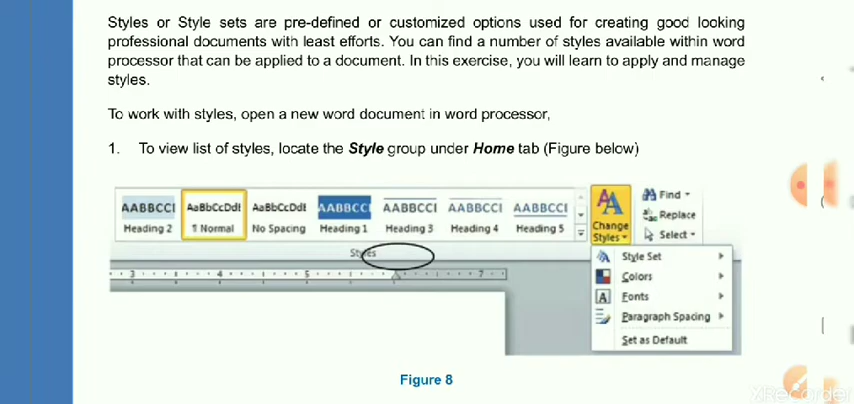 Styles or Style sets are pre-defined or customized options used for creating good looking
professional documents with least efforts. You can find a number of styles available within word
processor that can be applied to a document. In this exercise, you will learn to apply and manage
styles.
To work with styles, open a new word document in word processor,
1. To view list of styles, locate the Style group under Home tab (Figure below)
AABBCCI AaBbCcDdI AaBbCcDdI AABBCCI AABBCCI AABBCCI AABBCCI
Heading 2 ¶ Normal No Spacing Heading 1 Heading 3 Heading 4 Heading 5
Change
Styles
Find
Replace
Select
Styles
3 4 5 7
Style Set
Colors
Fonts
Paragraph Spacing
Set as Default
Figure 8
XRecorder